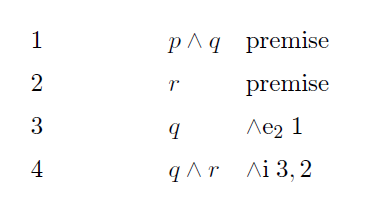 1 p ∧ q premise
2 r premise
3 q ∧e₂ 1
4 q ∧ r ∧i 3, 2